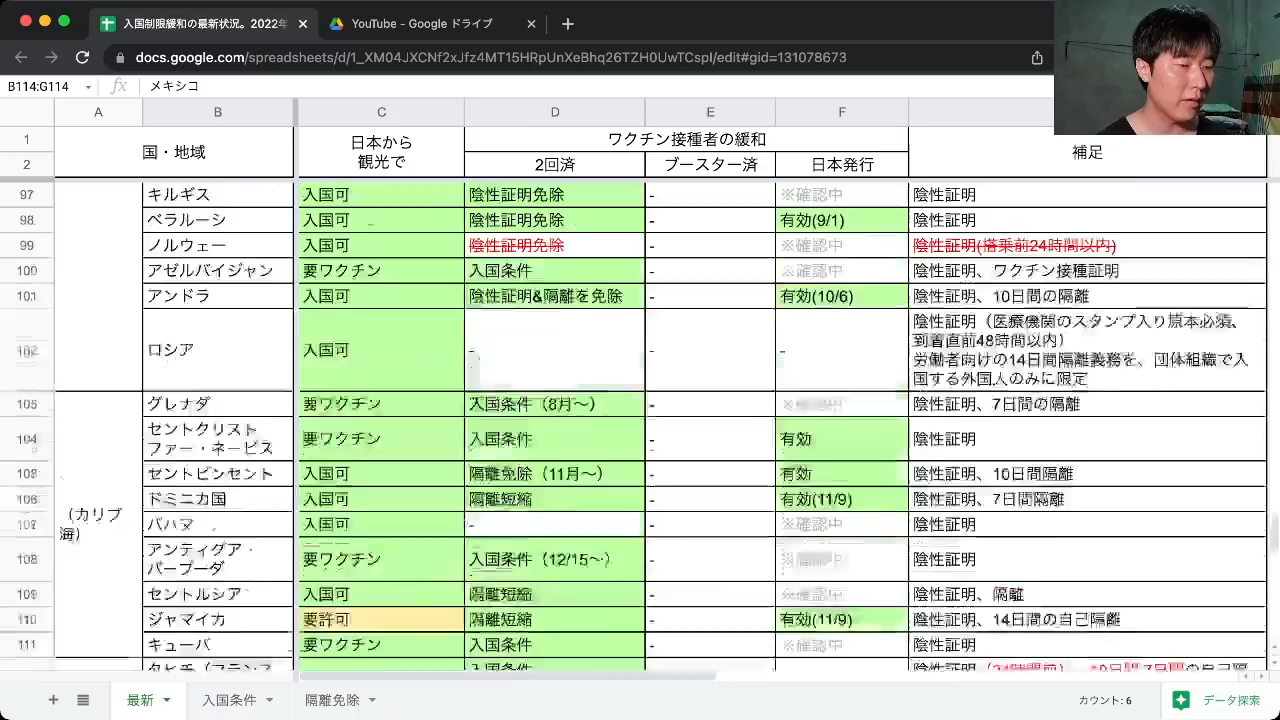 入国制限緩和の最新状況。2022年
YouTube - Google ドライブ
docs.google.com/spreadsheets/d/1_XM04JXCNf2xJfz4MT15HRpUnXeBhq26TZH0UwTCspI/edit#gid=131078673
B114:G114 fx メキシコ
A B C D E F
1 国・地域 日本から観光で ワクチン接種者の緩和 補足
2 2回済 ブースター済 日本発行
97 キルギス 入国可 陰性証明免除 - ※確認中 陰性証明
98 ベラルーシ 入国可 陰性証明免除 - 有効(9/1) 陰性証明
99 ノルウェー 入国可 陰性証明免除 - ※確認中 陰性証明(搭乗前24時間以内)
100 アゼルバイジャン 要ワクチン 入国条件 - ※確認中 陰性証明、ワクチン接種証明
101 アンドラ 入国可 陰性証明&隔離を免除 - 有効(10/6) 陰性証明、10日間の隔離
ロシア 入国可 - - - 陰性証明（医療機関のスタンプ入り原本必須、
到着直前48時間以内）
労働者向けの14日間隔離義務を、団体組織で入
国する外国人のみに限定
グレナダ 要ワクチン 入国条件（8月〜） - 陰性証明、7日間の隔離
104 セントクリスト
ファー・ネービス 要ワクチン 入国条件 - 有効 陰性証明
セントビンセント 入国可 隔離免除（11月〜） - 有効 陰性証明、10日間隔離
106 ドミニカ国 入国可 隔離短縮 - 有効(11/9) 陰性証明、7日間隔離
（カリブ
海）
バハマ 入国可 - - ※確認中 陰性証明
108 アンティグア・
バーブーダ 要ワクチン 入国条件（12/15〜） - 陰性証明
109 セントルシア 入国可 隔離短縮 - ※確認中 陰性証明、隔離
110 ジャマイカ 要許可 隔離短縮 - 有効(11/9) 陰性証明、14日間の自己隔離
111 キューバ 要ワクチン 入国条件 - ※確認中 陰性証明
最新 入国条件 隔離免除 カウント: 6 データ探索